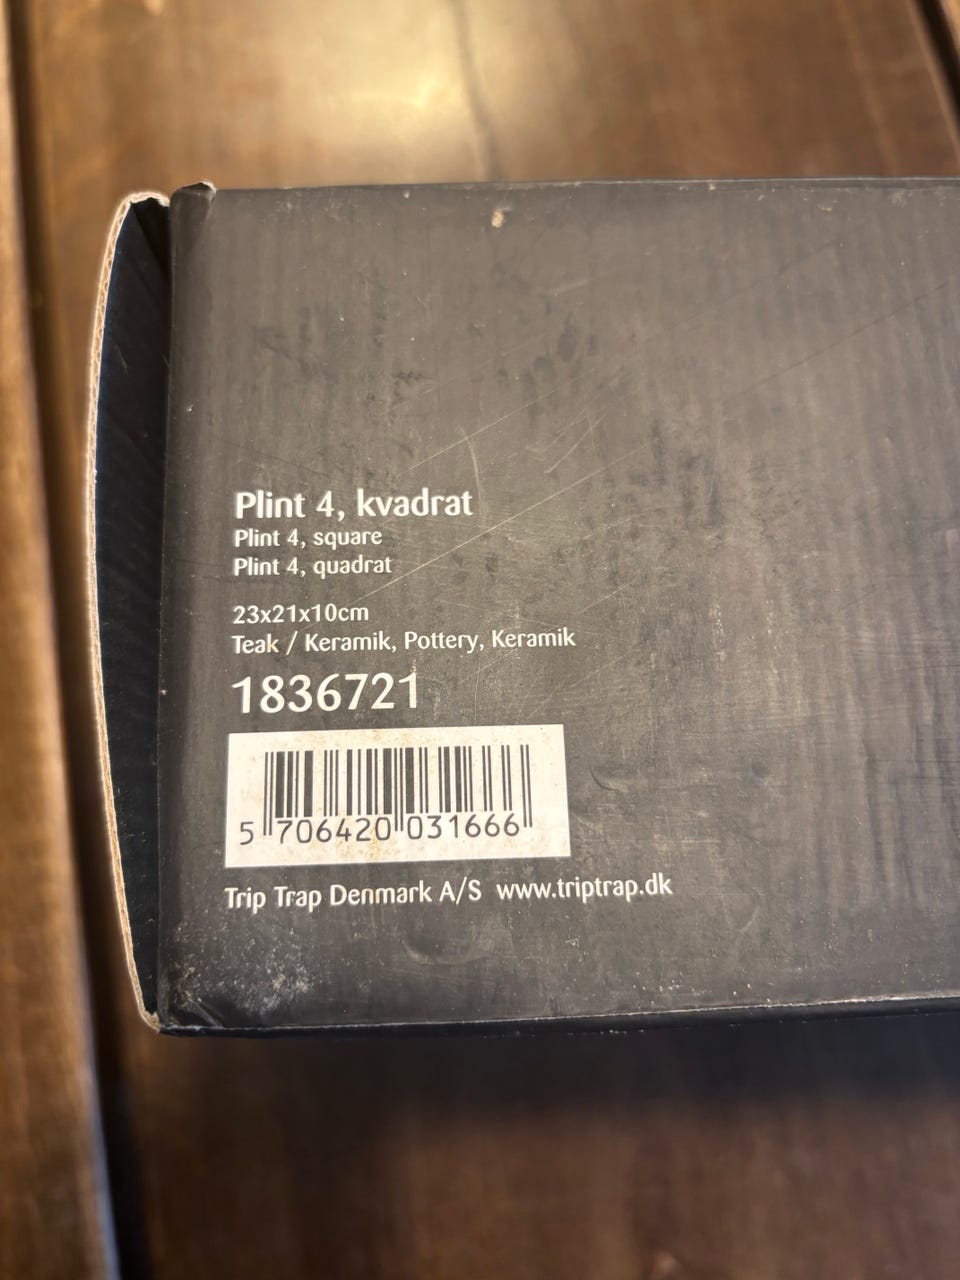 Plint 4, kvadrat
Plint 4, square
Plint 4, quadrat
23x21x10cm
Teak / Keramik, Pottery, Keramik
1836721
5 706420 031666
Trip Trap Denmark A/S www.triptrap.dk